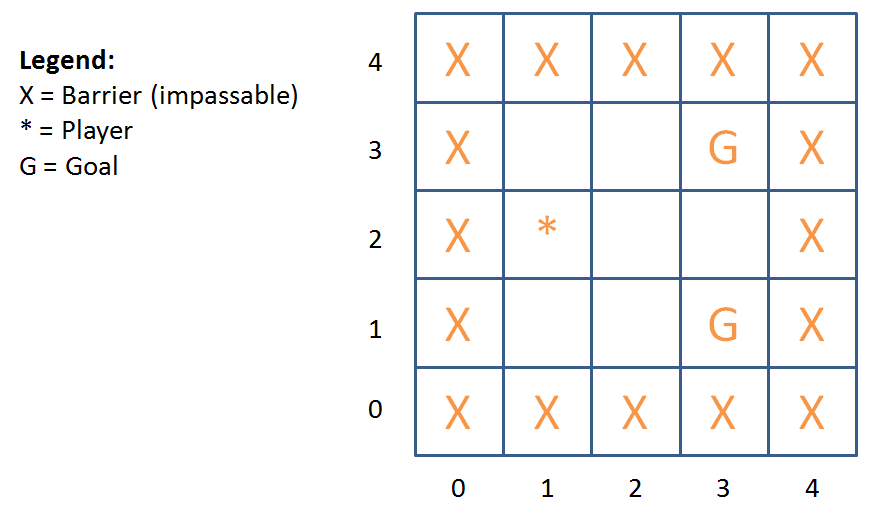 Legend:
X = Barrier (impassable)
* = Player
G = Goal
4 X X X X X
3 X G X
2 X * X
1 X G X
0 X X X X X
0 1 2 3 4